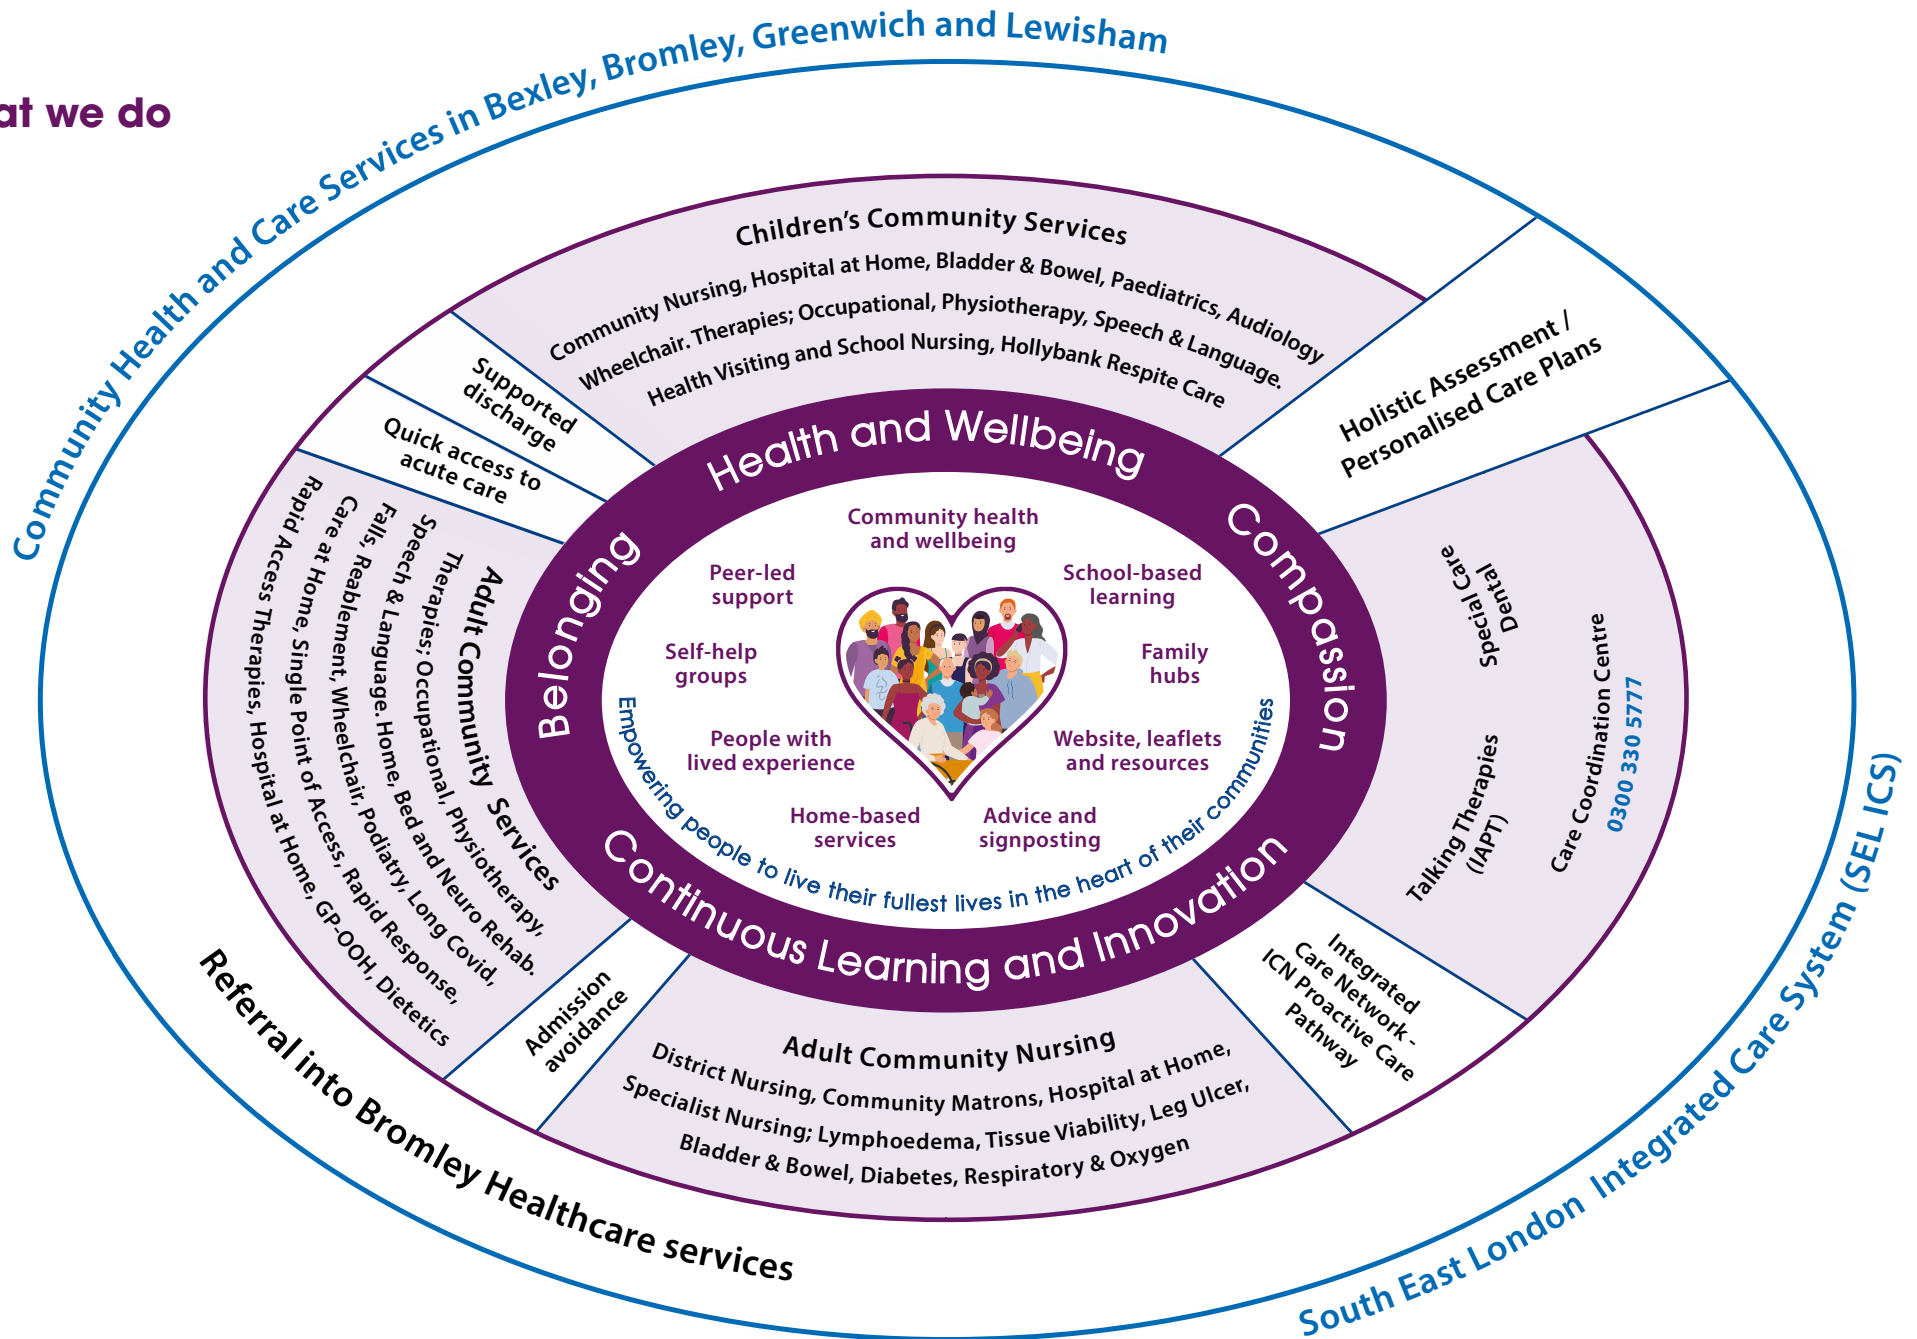 at we do
Community Health and Care Services in Bexley, Bromley, Greenwich and Lewisham
Children's Community Services
Community Nursing, Hospital at Home, Bladder & Bowel, Paediatrics, Audiology
Wheelchair. Therapies; Occupational, Physiotherapy, Speech & Language.
Health Visiting and School Nursing, Hollybank Respite Care
Holistic Assessment /
Personalised Care Plans
Supported
discharge
Quick access to
acute care
Adult Community Services
Therapies; Occupational, Physiotherapy,
Speech & Language. Home, Bed and Neuro Rehab.
Falls, Reablement, Wheelchair, Podiatry, Long Covid,
Care at Home, Single Point of Access, Rapid Response,
Rapid Access Therapies, Hospital at Home, GP-OOH, Dietetics
Health and Wellbeing
Belonging
Compassion
Continuous Learning and Innovation
Community health
and wellbeing
Peer-led
support
School-based
learning
Self-help
groups
Family
hubs
People with
lived experience
Website, leaflets
and resources
Home-based
services
Advice and
signposting
Empowering people to live their fullest lives in the heart of their communities
Special Care
Dental
Talking Therapies
(IAPT)
Care Coordination Centre
0300 330 5777
Admission
avoidance
Adult Community Nursing
District Nursing, Community Matrons, Hospital at Home,
Specialist Nursing; Lymphoedema, Tissue Viability, Leg Ulcer,
Bladder & Bowel, Diabetes, Respiratory & Oxygen
Integrated
Care Network -
ICN Proactive Care
Pathway
Referral into Bromley Healthcare services
South East London Integrated Care System (SEL ICS)